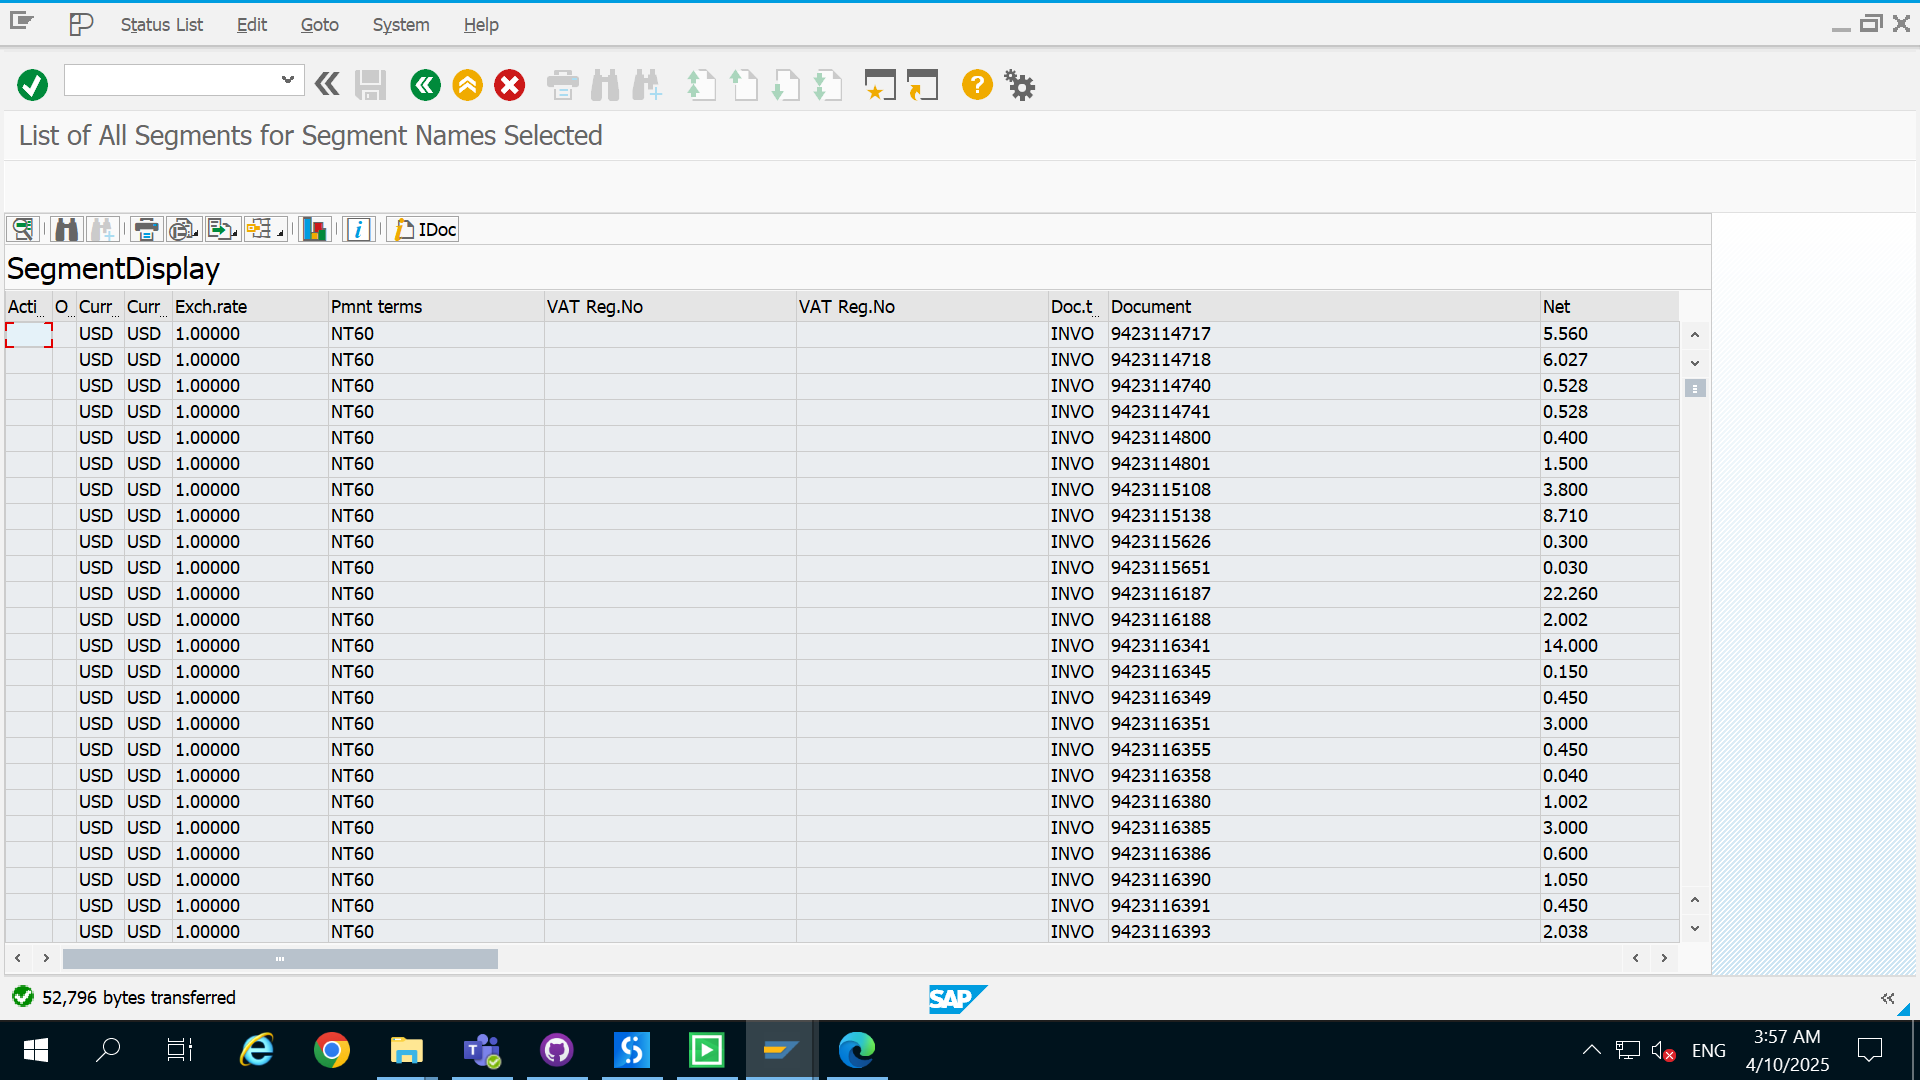 Status List Edit Goto System Help
List of All Segments for Segment Names Selected
IDoc
SegmentDisplay
Acti... O... Curr... Curr... Exch.rate Pmnt terms VAT Reg.No VAT Reg.No Doc.t... Document Net
USD USD 1.00000 NT60 INVO 9423114717 5.560
USD USD 1.00000 NT60 INVO 9423114718 6.027
USD USD 1.00000 NT60 INVO 9423114740 0.528
USD USD 1.00000 NT60 INVO 9423114741 0.528
USD USD 1.00000 NT60 INVO 9423114800 0.400
USD USD 1.00000 NT60 INVO 9423114801 1.500
USD USD 1.00000 NT60 INVO 9423115108 3.800
USD USD 1.00000 NT60 INVO 9423115138 8.710
USD USD 1.00000 NT60 INVO 9423115626 0.300
USD USD 1.00000 NT60 INVO 9423115651 0.030
USD USD 1.00000 NT60 INVO 9423116187 22.260
USD USD 1.00000 NT60 INVO 9423116188 2.002
USD USD 1.00000 NT60 INVO 9423116341 14.000
USD USD 1.00000 NT60 INVO 9423116345 0.150
USD USD 1.00000 NT60 INVO 9423116349 0.450
USD USD 1.00000 NT60 INVO 9423116351 3.000
USD USD 1.00000 NT60 INVO 9423116355 0.450
USD USD 1.00000 NT60 INVO 9423116358 0.040
USD USD 1.00000 NT60 INVO 9423116380 1.002
USD USD 1.00000 NT60 INVO 9423116385 3.000
USD USD 1.00000 NT60 INVO 9423116386 0.600
USD USD 1.00000 NT60 INVO 9423116390 1.050
USD USD 1.00000 NT60 INVO 9423116391 0.450
USD USD 1.00000 NT60 INVO 9423116393 2.038
52,796 bytes transferred SAP
ENG 3:57 AM
4/10/2025